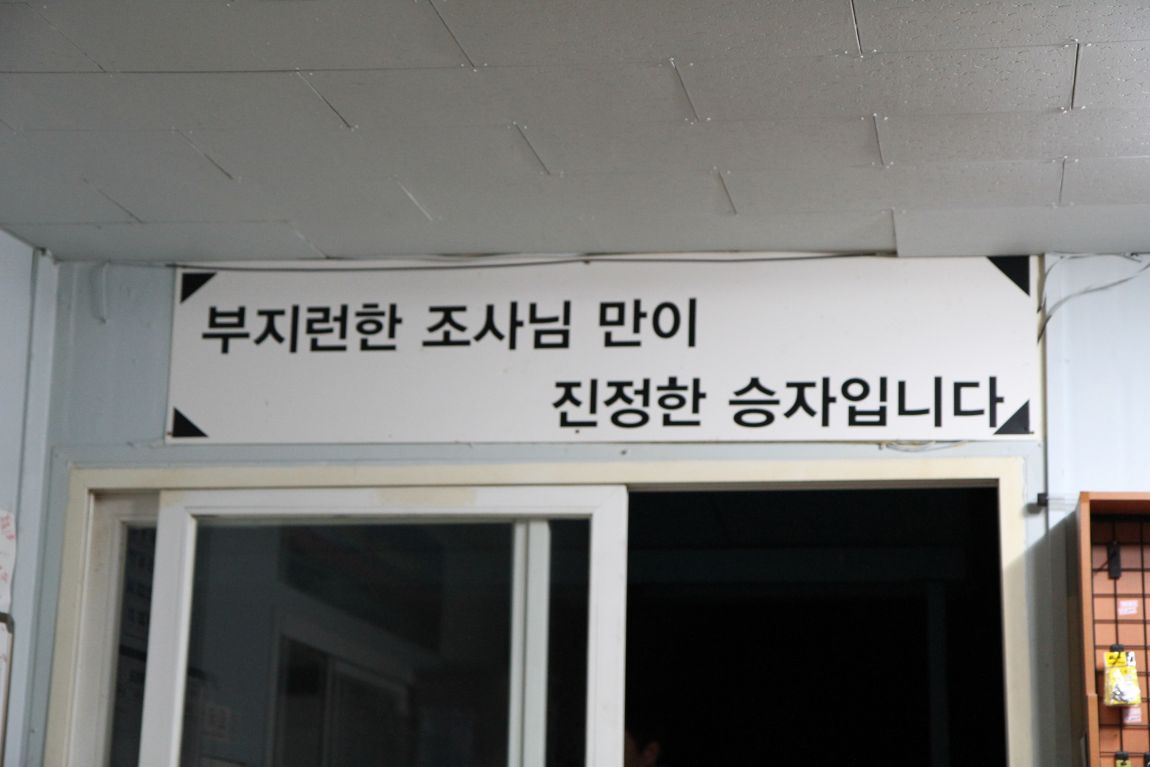 부지런한 조사님 만이
진정한 승자입니다